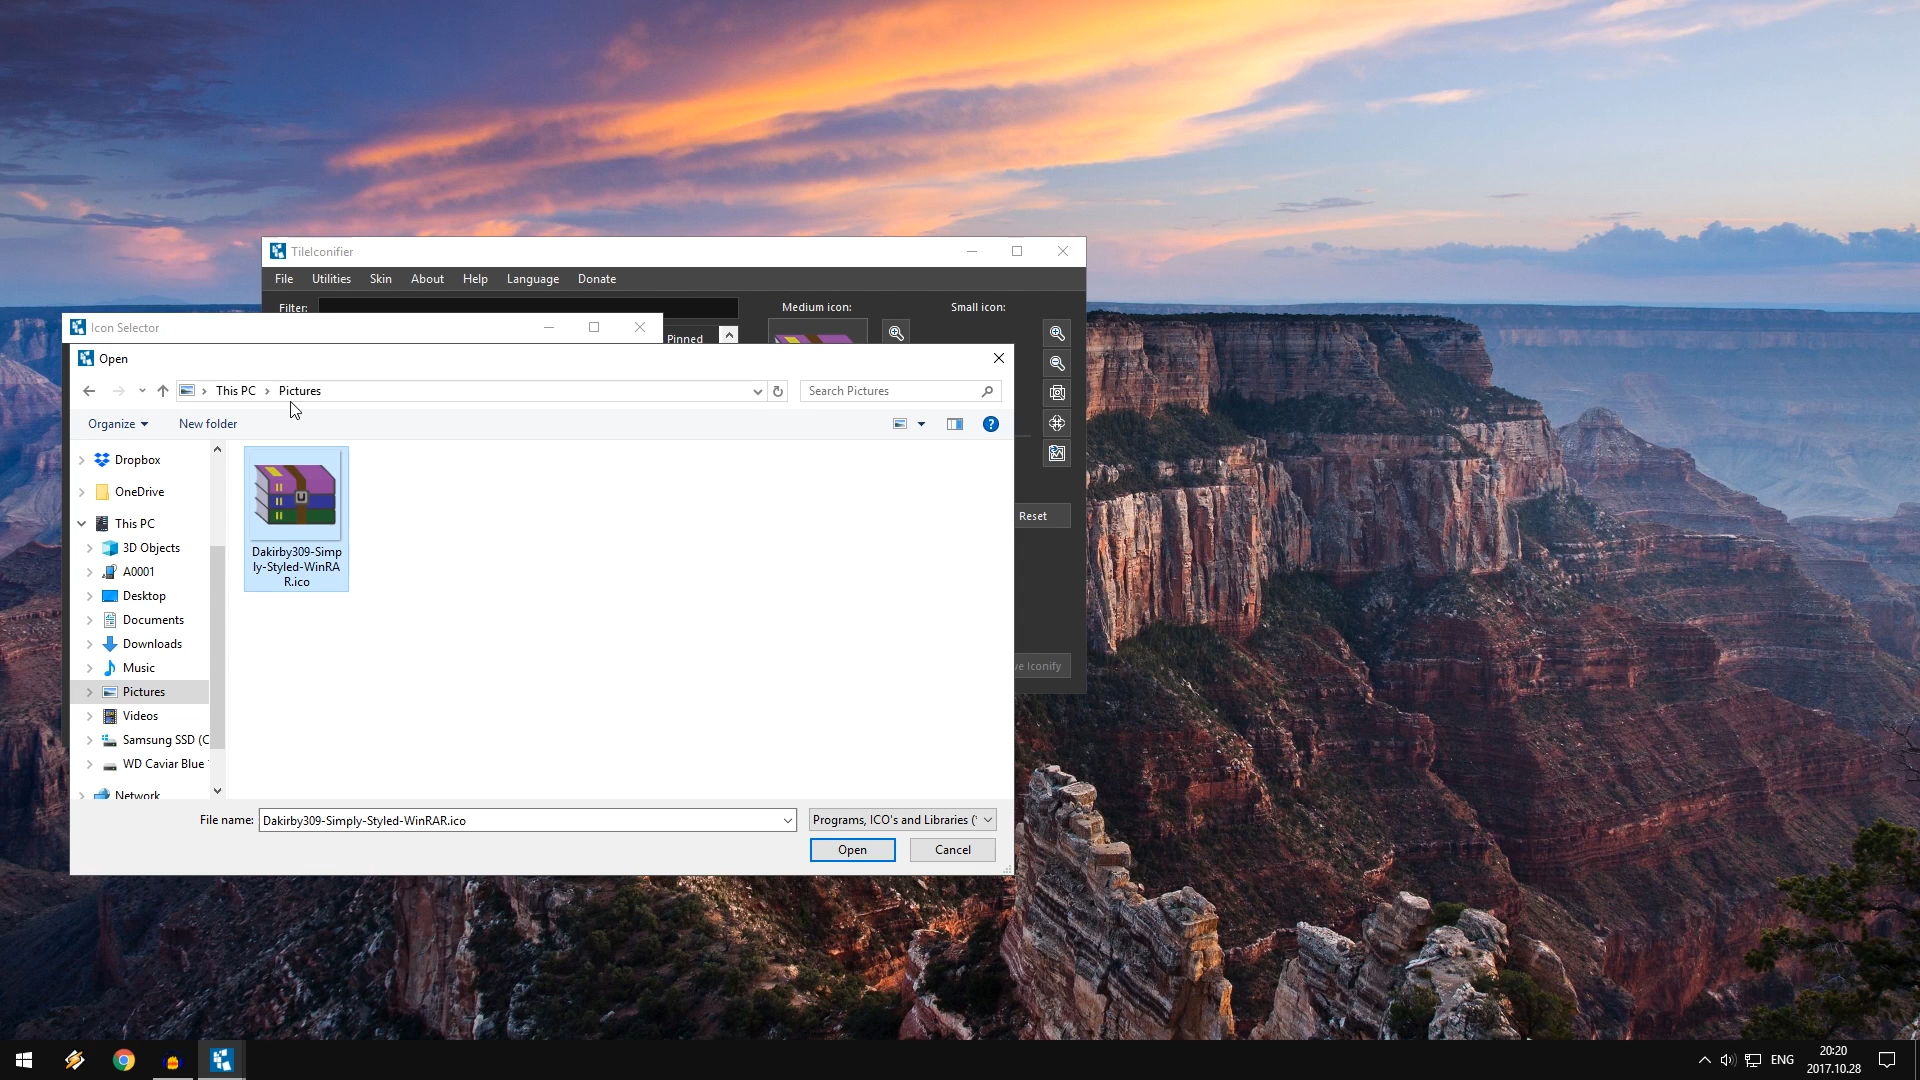 TileIconifier
File Utilities Skin About Help Language Donate
Filter:
Medium icon:
Small icon:
Icon Selector
Pinned
Open
This PC
Pictures
Search Pictures
Organize
New folder
Dropbox
OneDrive
This PC
3D Objects
A0001
Desktop
Documents
Downloads
Music
Pictures
Videos
Samsung SSD (C
WD Caviar Blue
Network
Dakirby309-Simp
ly-Styled-WinRA
R.ico
Reset
ve Iconify
File name:
Dakirby309-Simply-Styled-WinRAR.ico
Programs, ICO's and Libraries (
Open
Cancel
ENG
20:20
2017.10.28